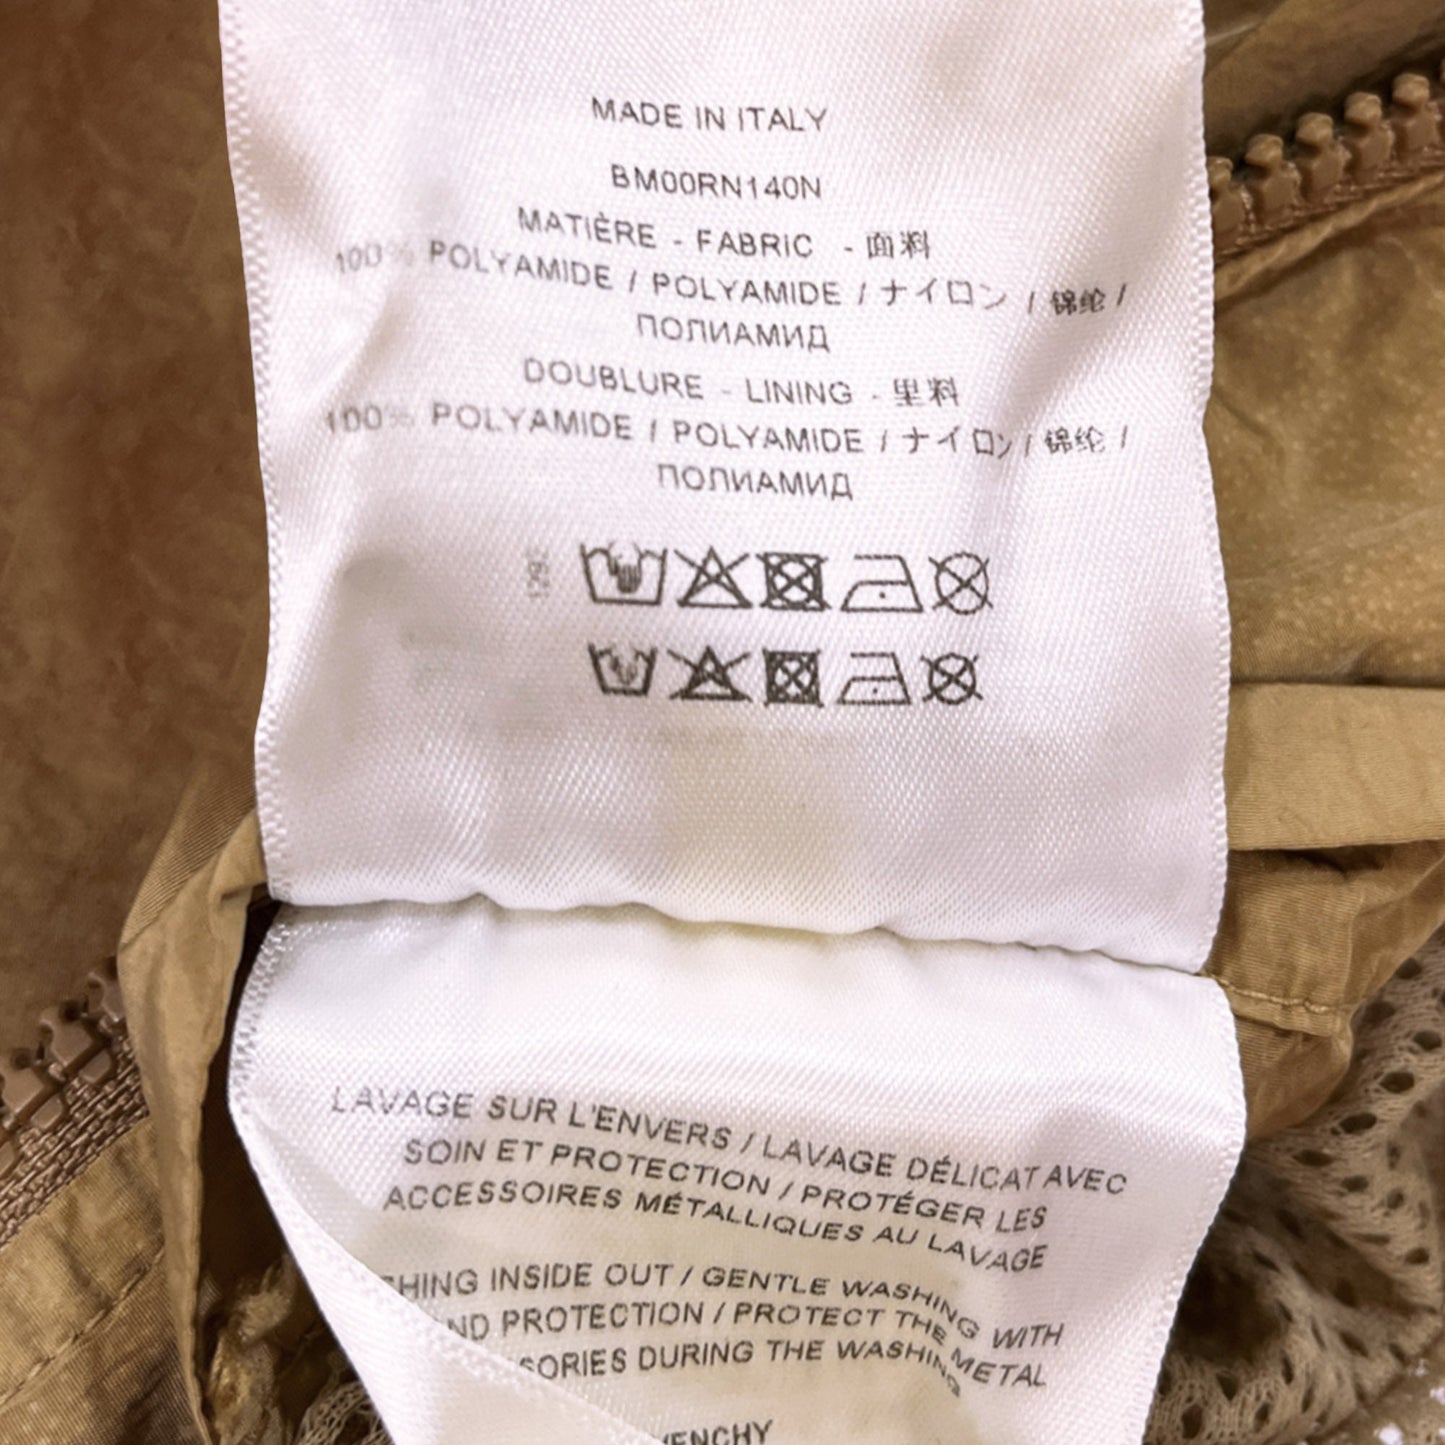 MADE IN ITALY
BM00RN140N
MATIÈRE - FABRIC - 面料
100% POLYAMIDE / POLYAMIDE / ナイロン / 锦纶 /
ПОЛИАМИД
DOUBLURE - LINING - 里料
100% POLYAMIDE / POLYAMIDE / ナイロン / 锦纶 /
ПОЛИАМИД
LAVAGE SUR L'ENVERS / LAVAGE DÉLICAT AVEC
SOIN ET PROTECTION / PROTÉGER LES
ACCESSOIRES MÉTALLIQUES AU LAVAGE
HING INSIDE OUT / GENTLE WASHING WITH
ND PROTECTION / PROTECT THE METAL
SORIES DURING THE WASHING
ENCHY